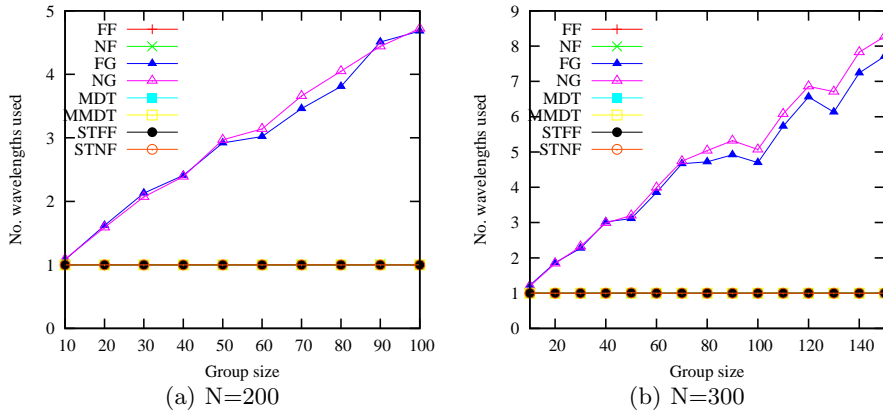 No. wavelengths used
5
4
3
2
1
0
FF
NF
FG
NG
MDT
MMDT
STFF
STNF
10 20 30 40 50 60 70 80 90 100
Group size
(a) N=200
No. wavelengths used
9
8
7
6
5
4
3
2
1
0
FF
NF
FG
NG
MDT
MMDT
STFF
STNF
20 40 60 80 100 120 140
Group size
(b) N=300